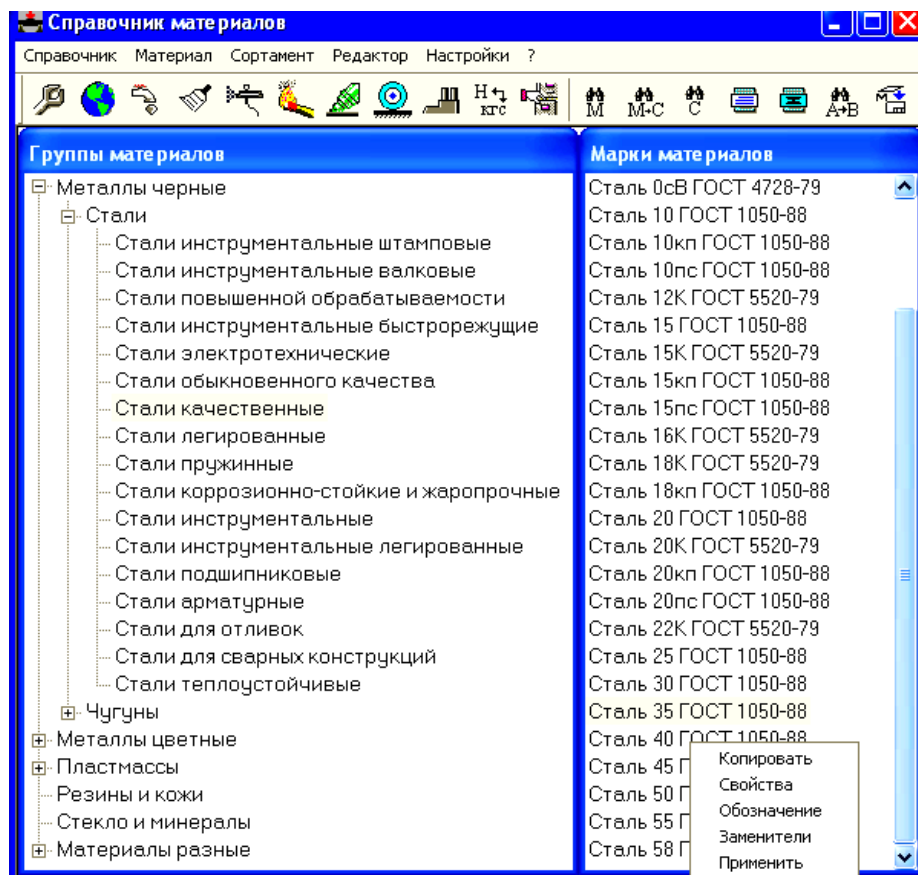 Справочник материалов
Справочник Материал Сортамент Редактор Настройки ?
Н кгс М М-С С А-В
Группы материалов
Металлы черные
Стали
Стали инструментальные штамповые
Стали инструментальные валковые
Стали повышенной обрабатываемости
Стали инструментальные быстрорежущие
Стали электротехнические
Стали обыкновенного качества
Стали качественные
Стали легированные
Стали пружинные
Стали коррозионно-стойкие и жаропрочные
Стали инструментальные
Стали инструментальные легированные
Стали подшипниковые
Стали арматурные
Стали для отливок
Стали для сварных конструкций
Стали теплоустойчивые
Чугуны
Металлы цветные
Пластмассы
Резины и кожи
Стекло и минералы
Материалы разные
Марки материалов
Сталь 0сВ ГОСТ 4728-79
Сталь 10 ГОСТ 1050-88
Сталь 10кп ГОСТ 1050-88
Сталь 10пс ГОСТ 1050-88
Сталь 12К ГОСТ 5520-79
Сталь 15 ГОСТ 1050-88
Сталь 15К ГОСТ 5520-79
Сталь 15кп ГОСТ 1050-88
Сталь 15пс ГОСТ 1050-88
Сталь 16К ГОСТ 5520-79
Сталь 18К ГОСТ 5520-79
Сталь 18кп ГОСТ 1050-88
Сталь 20 ГОСТ 1050-88
Сталь 20К ГОСТ 5520-79
Сталь 20кп ГОСТ 1050-88
Сталь 20пс ГОСТ 1050-88
Сталь 22К ГОСТ 5520-79
Сталь 25 ГОСТ 1050-88
Сталь 30 ГОСТ 1050-88
Сталь 35 ГОСТ 1050-88
Сталь 40 ГОСТ 1050-88
Сталь 45 Г
Сталь 50 Г
Сталь 55 Г
Сталь 58 Г
Копировать
Свойства
Обозначение
Заменители
Применить